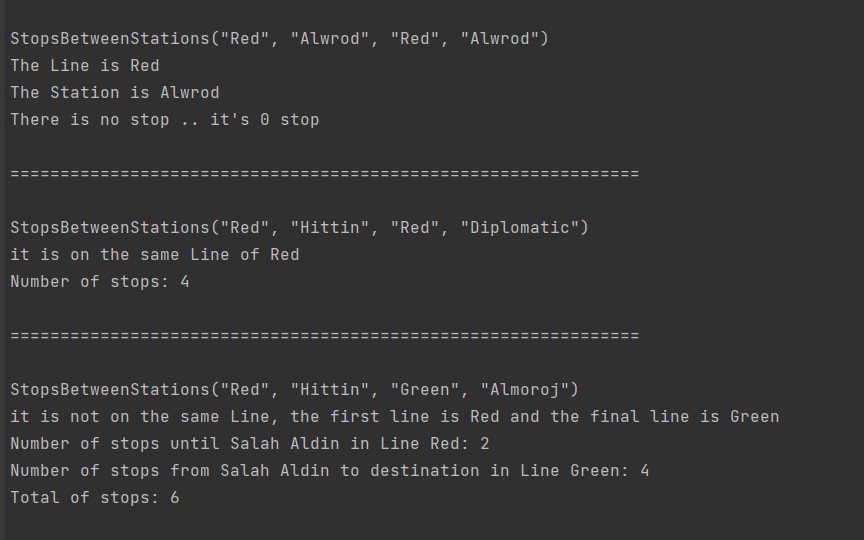 StopsBetweenStations("Red", "Alwrod", "Red", "Alwrod")
The Line is Red
The Station is Alwrod
There is no stop .. it's 0 stop
===============================================================
StopsBetweenStations("Red", "Hittin", "Red", "Diplomatic")
it is on the same Line of Red
Number of stops: 4
===============================================================
StopsBetweenStations("Red", "Hittin", "Green", "Almoroj")
it is not on the same Line, the first line is Red and the final line is Green
Number of stops until Salah Aldin in Line Red: 2
Number of stops from Salah Aldin to destination in Line Green: 4
Total of stops: 6